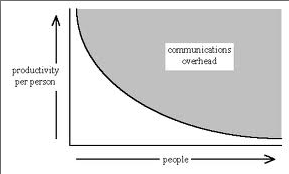 communications
overhead
productivity
per person
people